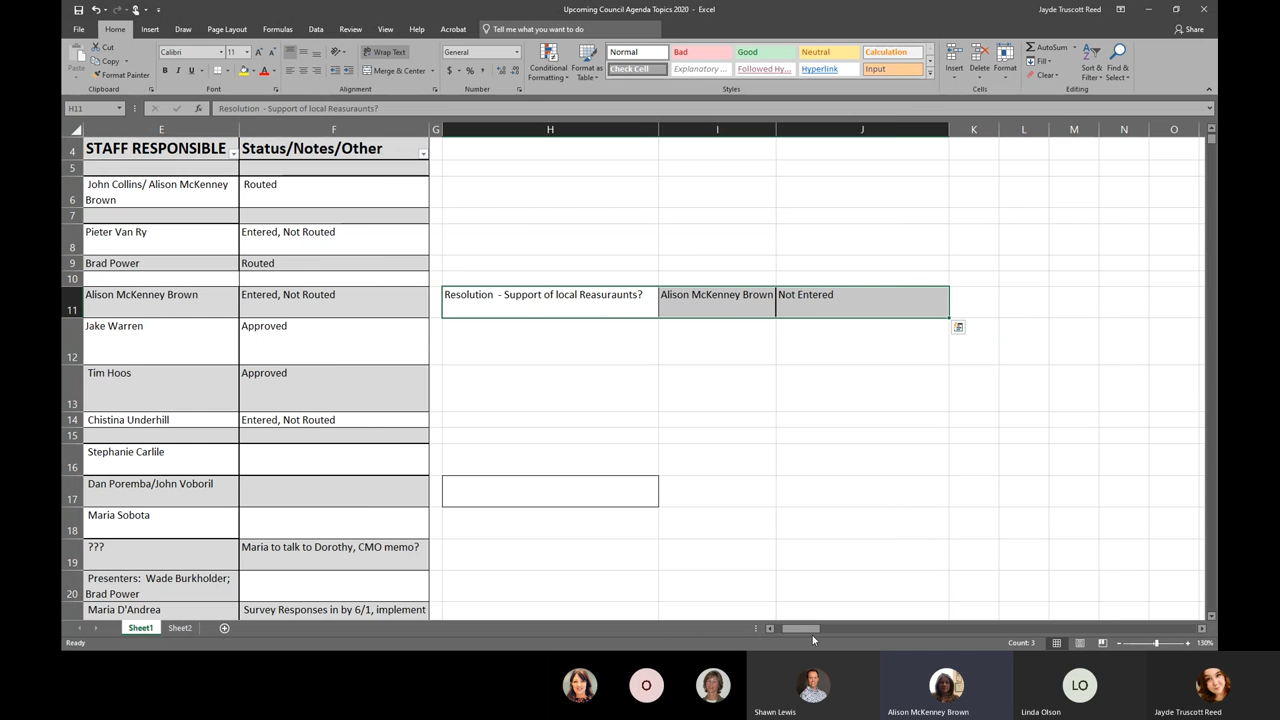 Upcoming Council Agenda Topics 2020 - Excel
Jayde Truscott Reed
File Home Insert Draw Page Layout Formulas Data Review View Help Acrobat Tell me what you want to do
Share
Paste
Cut
Copy
Format Painter
Clipboard
Calibri 11
B I U
Font
Wrap Text
Merge & Center
Alignment
General
$ %
Number
Conditional Formatting
Format as Table
Normal Bad Good Neutral Calculation
Check Cell Explanatory ... Followed Hy... Hyperlink Input
Styles
Insert Delete Format
Cells
AutoSum
Fill
Clear
Sort & Filter
Find & Select
Editing
H11 fx Resolution - Support of local Reasuraunts?
E F G H I J K L M N O
4 STAFF RESPONSIBLE Status/Notes/Other
5
6 John Collins/ Alison McKenney Brown Routed
7
8 Pieter Van Ry Entered, Not Routed
9 Brad Power Routed
10
11 Alison McKenney Brown Entered, Not Routed Resolution - Support of local Reasuraunts? Alison McKenney Brown Not Entered
12 Jake Warren Approved
13 Tim Hoos Approved
14 Chistina Underhill Entered, Not Routed
15
16 Stephanie Carlile
17 Dan Poremba/John Voboril
18 Maria Sobota
19 ??? Maria to talk to Dorothy, CMO memo?
20 Presenters: Wade Burkholder; Brad Power
Maria D'Andrea Survey Responses in by 6/1, implement
Sheet1 Sheet2
Ready Count: 3 130%
O
LO
Shawn Lewis Alison McKenney Brown Linda Olson Jayde Truscott Reed